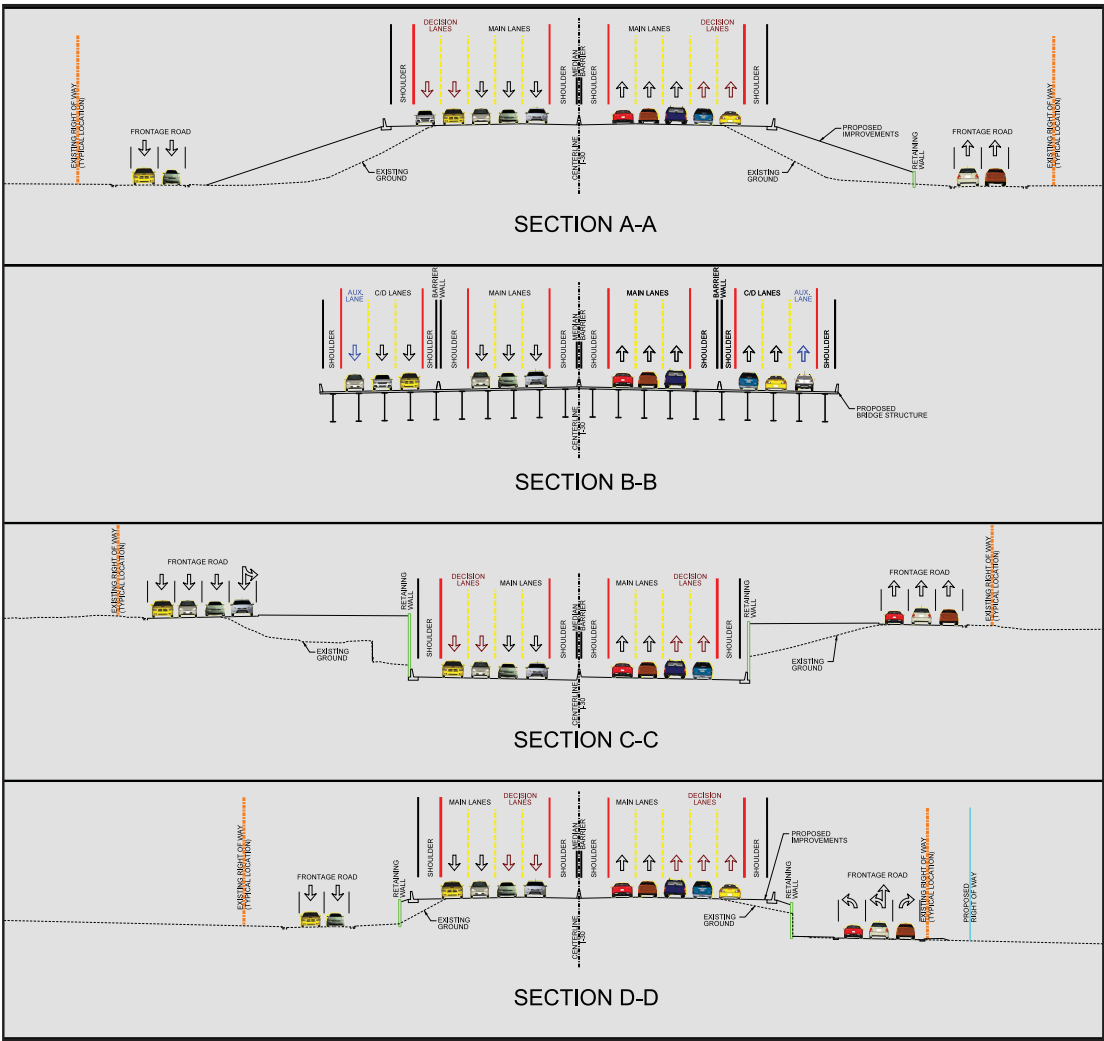 DECISION
LANES
MAIN LANES
MAIN LANES
DECISION
LANES
EXISTING RIGHT OF WAY
(TYPICAL LOCATION)
SHOULDER
SHOULDER
MEDIAN
BARRIER
SHOULDER
SHOULDER
EXISTING RIGHT OF WAY
(TYPICAL LOCATION)
FRONTAGE ROAD
PROPOSED
IMPROVEMENTS
FRONTAGE ROAD
RETAINING
WALL
EXISTING
GROUND
CENTERLINE
I-30
EXISTING
GROUND
SECTION A-A
AUX.
LANE
C/D LANES
BARRIER
WALL
MAIN LANES
MAIN LANES
BARRIER
WALL
C/D LANES
AUX.
LANE
SHOULDER
SHOULDER
SHOULDER
SHOULDER
MEDIAN
BARRIER
SHOULDER
SHOULDER
SHOULDER
SHOULDER
CENTERLINE
I-30
PROPOSED
BRIDGE STRUCTURE
SECTION B-B
EXISTING RIGHT OF WAY
(TYPICAL LOCATION)
FRONTAGE ROAD
RETAINING
WALL
DECISION
LANES
MAIN LANES
MAIN LANES
DECISION
LANES
RETAINING
WALL
FRONTAGE ROAD
EXISTING RIGHT OF WAY
(TYPICAL LOCATION)
SHOULDER
SHOULDER
MEDIAN
BARRIER
SHOULDER
SHOULDER
EXISTING
GROUND
EXISTING
GROUND
CENTERLINE
I-30
SECTION C-C
MAIN LANES
DECISION
LANES
MAIN LANES
DECISION
LANES
EXISTING RIGHT OF WAY
(TYPICAL LOCATION)
SHOULDER
SHOULDER
MEDIAN
BARRIER
SHOULDER
SHOULDER
PROPOSED
IMPROVEMENTS
FRONTAGE ROAD
RETAINING
WALL
RETAINING
WALL
FRONTAGE ROAD
EXISTING RIGHT OF WAY
(TYPICAL LOCATION)
PROPOSED
RIGHT OF WAY
EXISTING
GROUND
EXISTING
GROUND
CENTERLINE
I-30
SECTION D-D